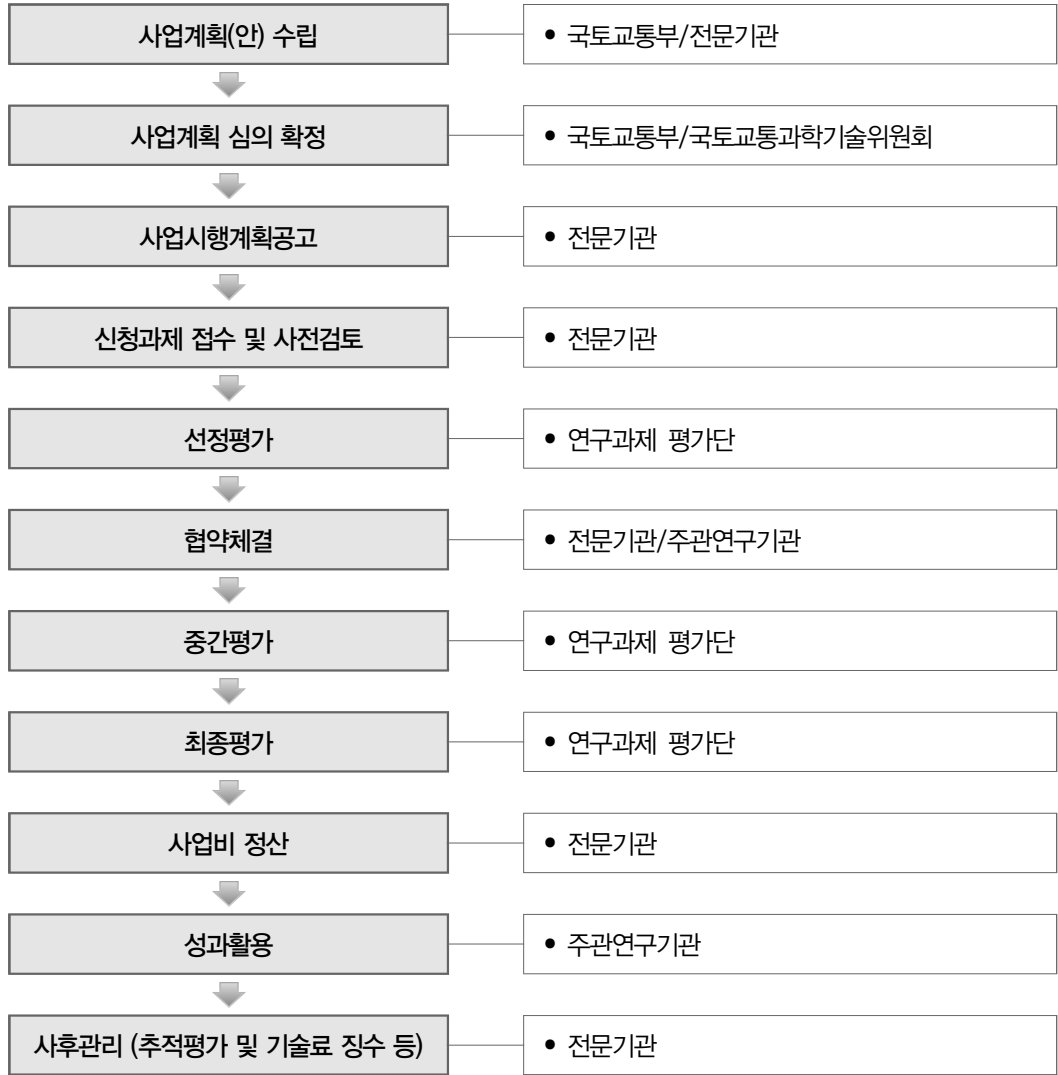 사업계획(안) 수립
• 국토교통부/전문기관
사업계획 심의 확정
• 국토교통부/국토교통과학기술위원회
사업시행계획공고
• 전문기관
신청과제 접수 및 사전검토
• 전문기관
선정평가
• 연구과제 평가단
협약체결
• 전문기관/주관연구기관
중간평가
• 연구과제 평가단
최종평가
• 연구과제 평가단
사업비 정산
• 전문기관
성과활용
• 주관연구기관
사후관리 (추적평가 및 기술료 징수 등)
• 전문기관